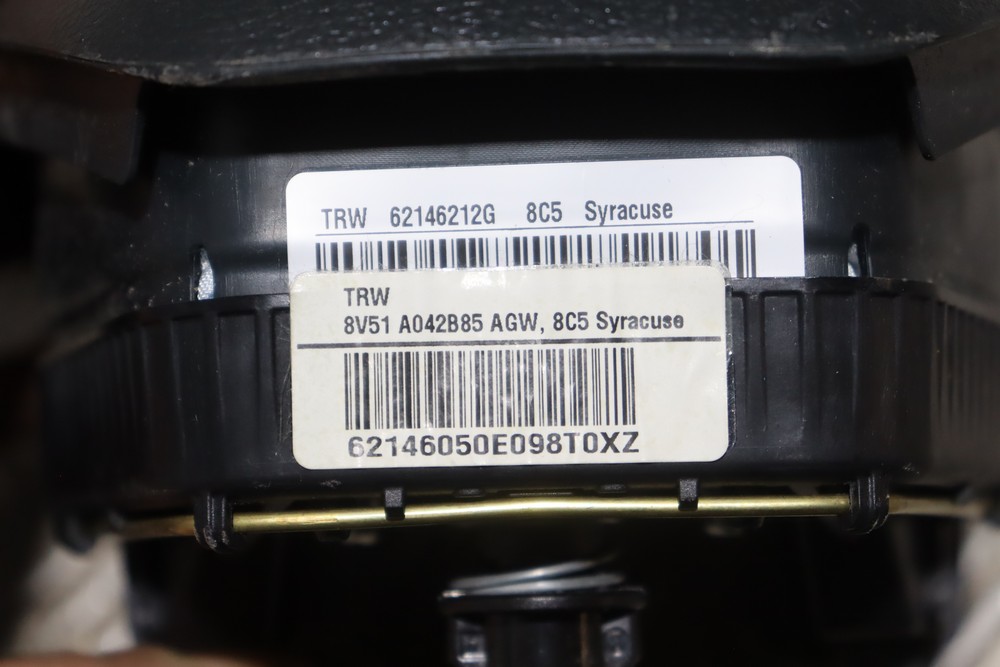 TRW 62146212G 8C5 Syracuse
TRW
8V51 A042B85 AGW, 8C5 Syracuse
62146050E098T0XZ